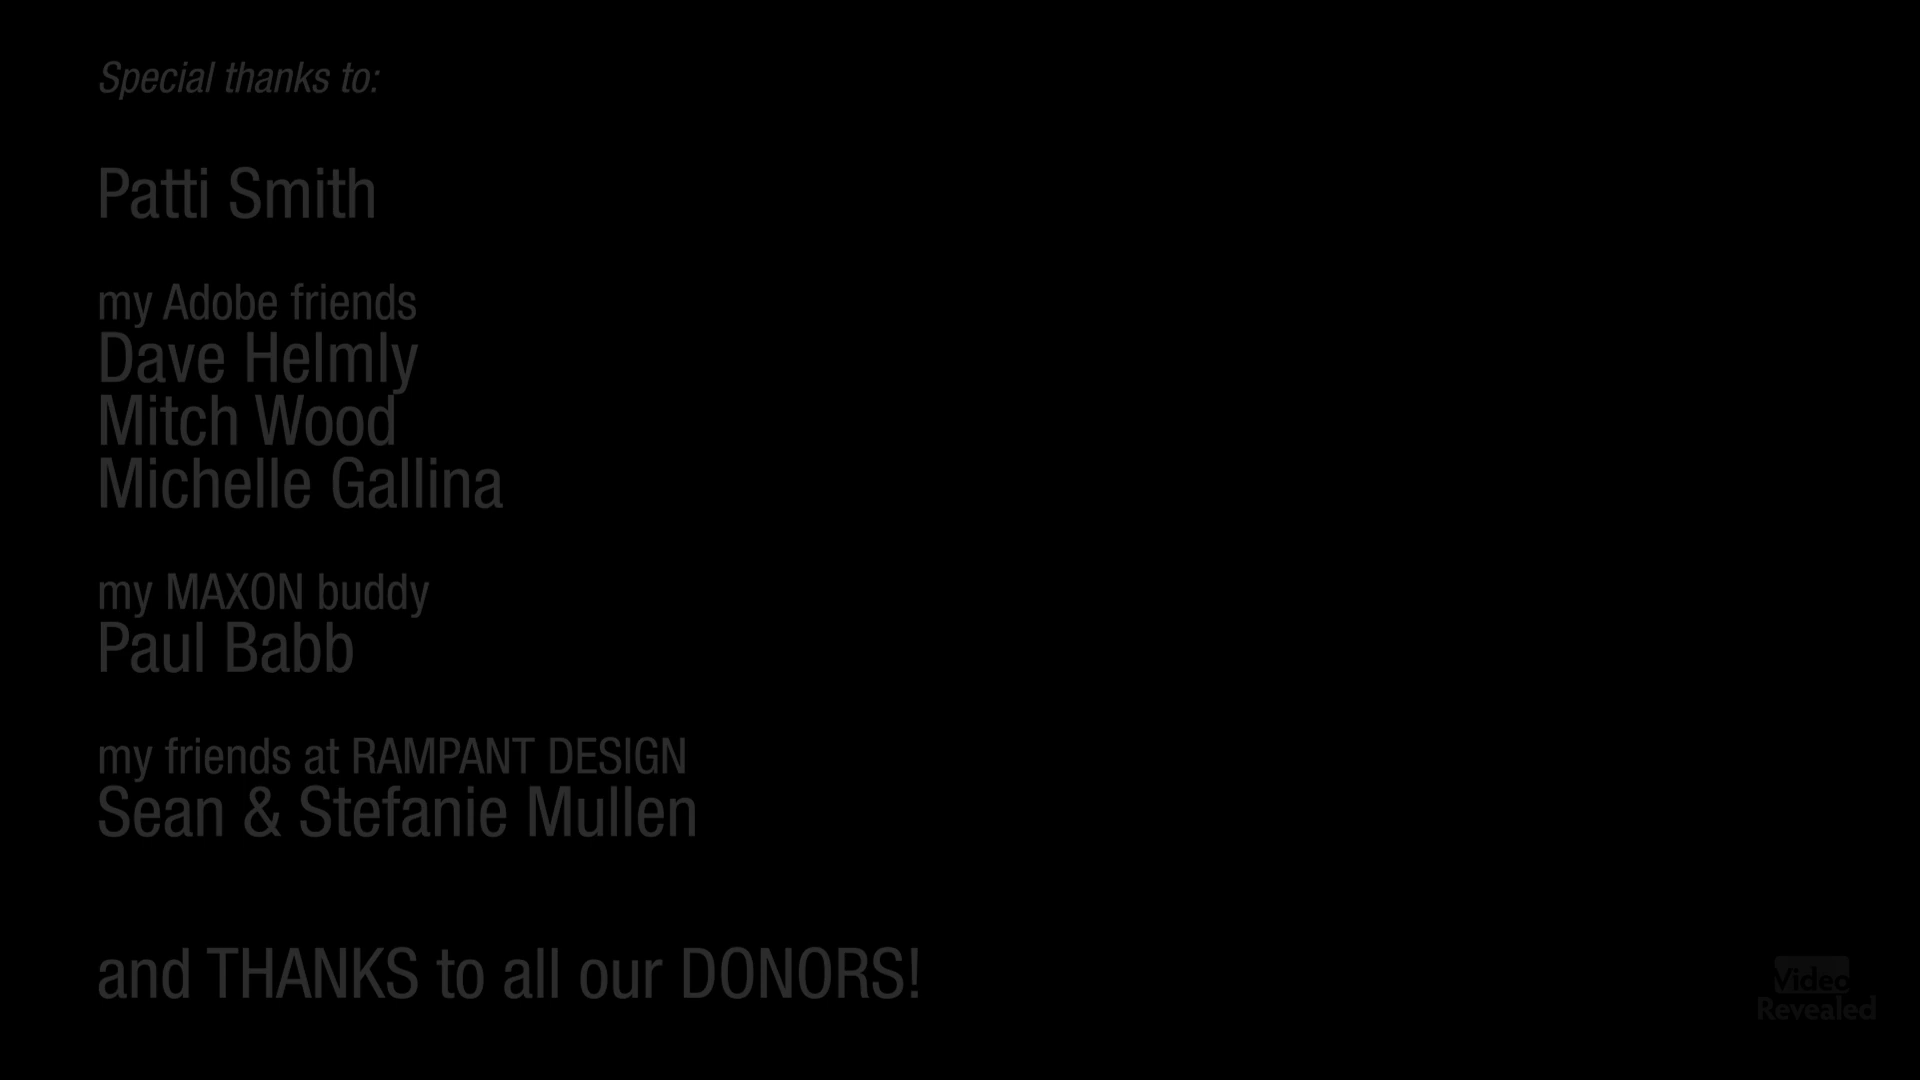 Special thanks to:
Patti Smith
my Adobe friends
Dave Helmly
Mitch Wood
Michelle Gallina
my MAXON buddy
Paul Babb
my friends at RAMPANT DESIGN
Sean & Stefanie Mullen
and THANKS to all our DONORS!
Video
Revealed